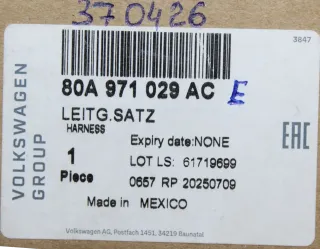 370426
3847
VOLKSWAGEN
GROUP
80A 971 029 AC E
LEITG.SATZ
HARNESS
Expiry date:NONE
1
Piece
LOT LS: 61719699
0657 RP 20250709
Made in MEXICO
EAC
Volkswagen AG, Postfach 1451, 34219 Baunatal